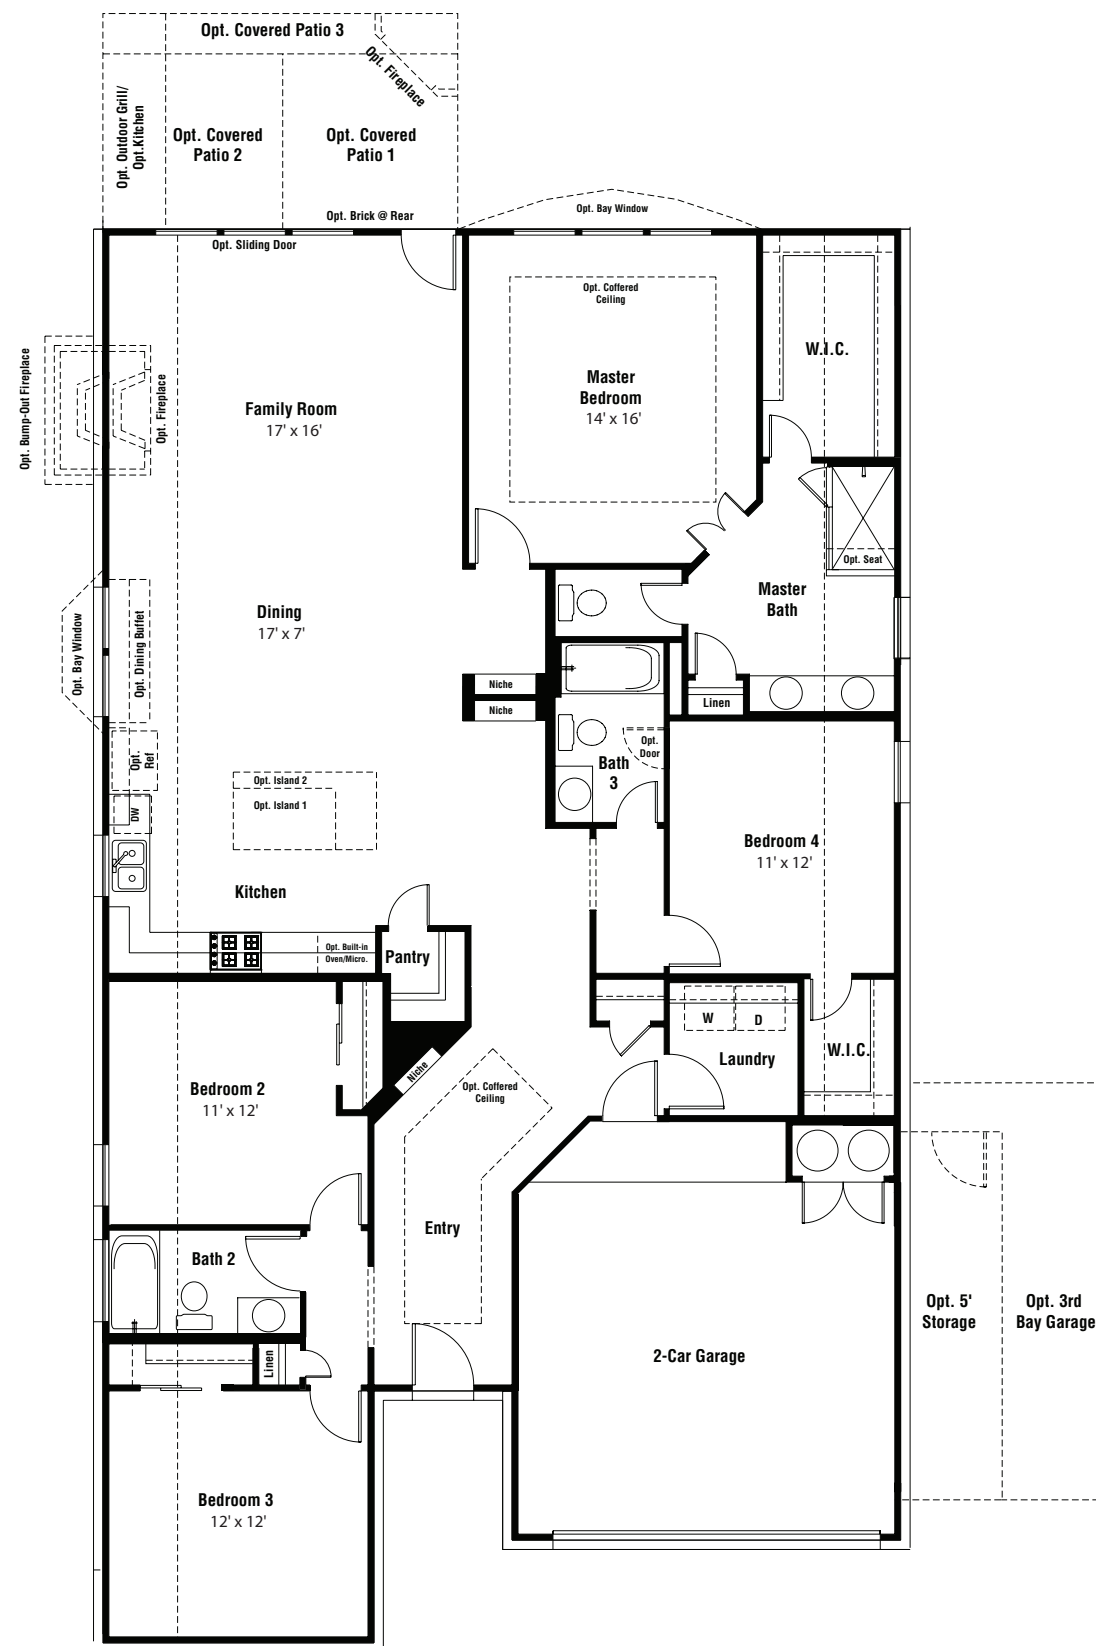 Opt. Covered Patio 3
Opt. Fireplace
Opt. Outdoor Grill/
Opt.Kitchen
Opt. Covered
Patio 2
Opt. Covered
Patio 1
Opt. Brick @ Rear
Opt. Bay Window
Opt. Sliding Door
Opt. Coffered
Ceiling
W.I.C.
Master
Bedroom
14' x 16'
Opt. Bump-Out Fireplace
Opt. Fireplace
Family Room
17' x 16'
Opt. Seat
Master
Bath
Dining
17' x 7'
Opt. Bay Window
Opt. Dining Buffet
Niche
Niche
Linen
Opt.
Door
Bath
3
Opt.
Ref
DW
Opt. Island 2
Opt. Island 1
Bedroom 4
11' x 12'
Kitchen
Opt. Built-in
Oven/Micro.
Pantry
W
D
Laundry
W.I.C.
Niche
Opt. Coffered
Ceiling
Bedroom 2
11' x 12'
Entry
Bath 2
Opt. 5'
Storage
Opt. 3rd
Bay Garage
2-Car Garage
Linen
Bedroom 3
12' x 12'